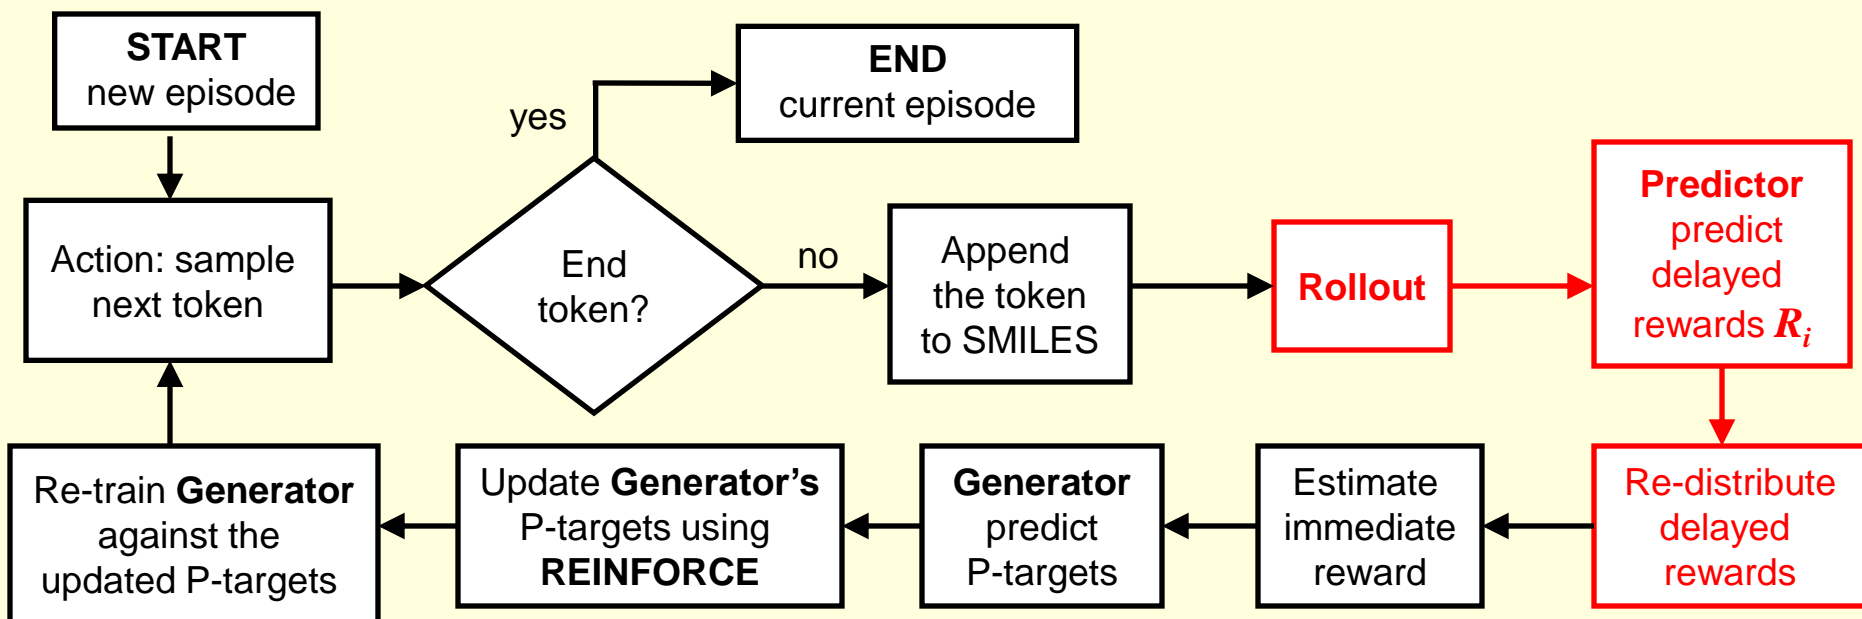 START
new episode
END
current episode
yes
Action: sample
next token
End
token?
no
Append
the token
to SMILES
Rollout
Predictor
predict
delayed
rewards R_i
Re-distribute
delayed
rewards
Estimate
immediate
reward
Generator
predict
P-targets
Update Generator's
P-targets using
REINFORCE
Re-train Generator
against the
updated P-targets